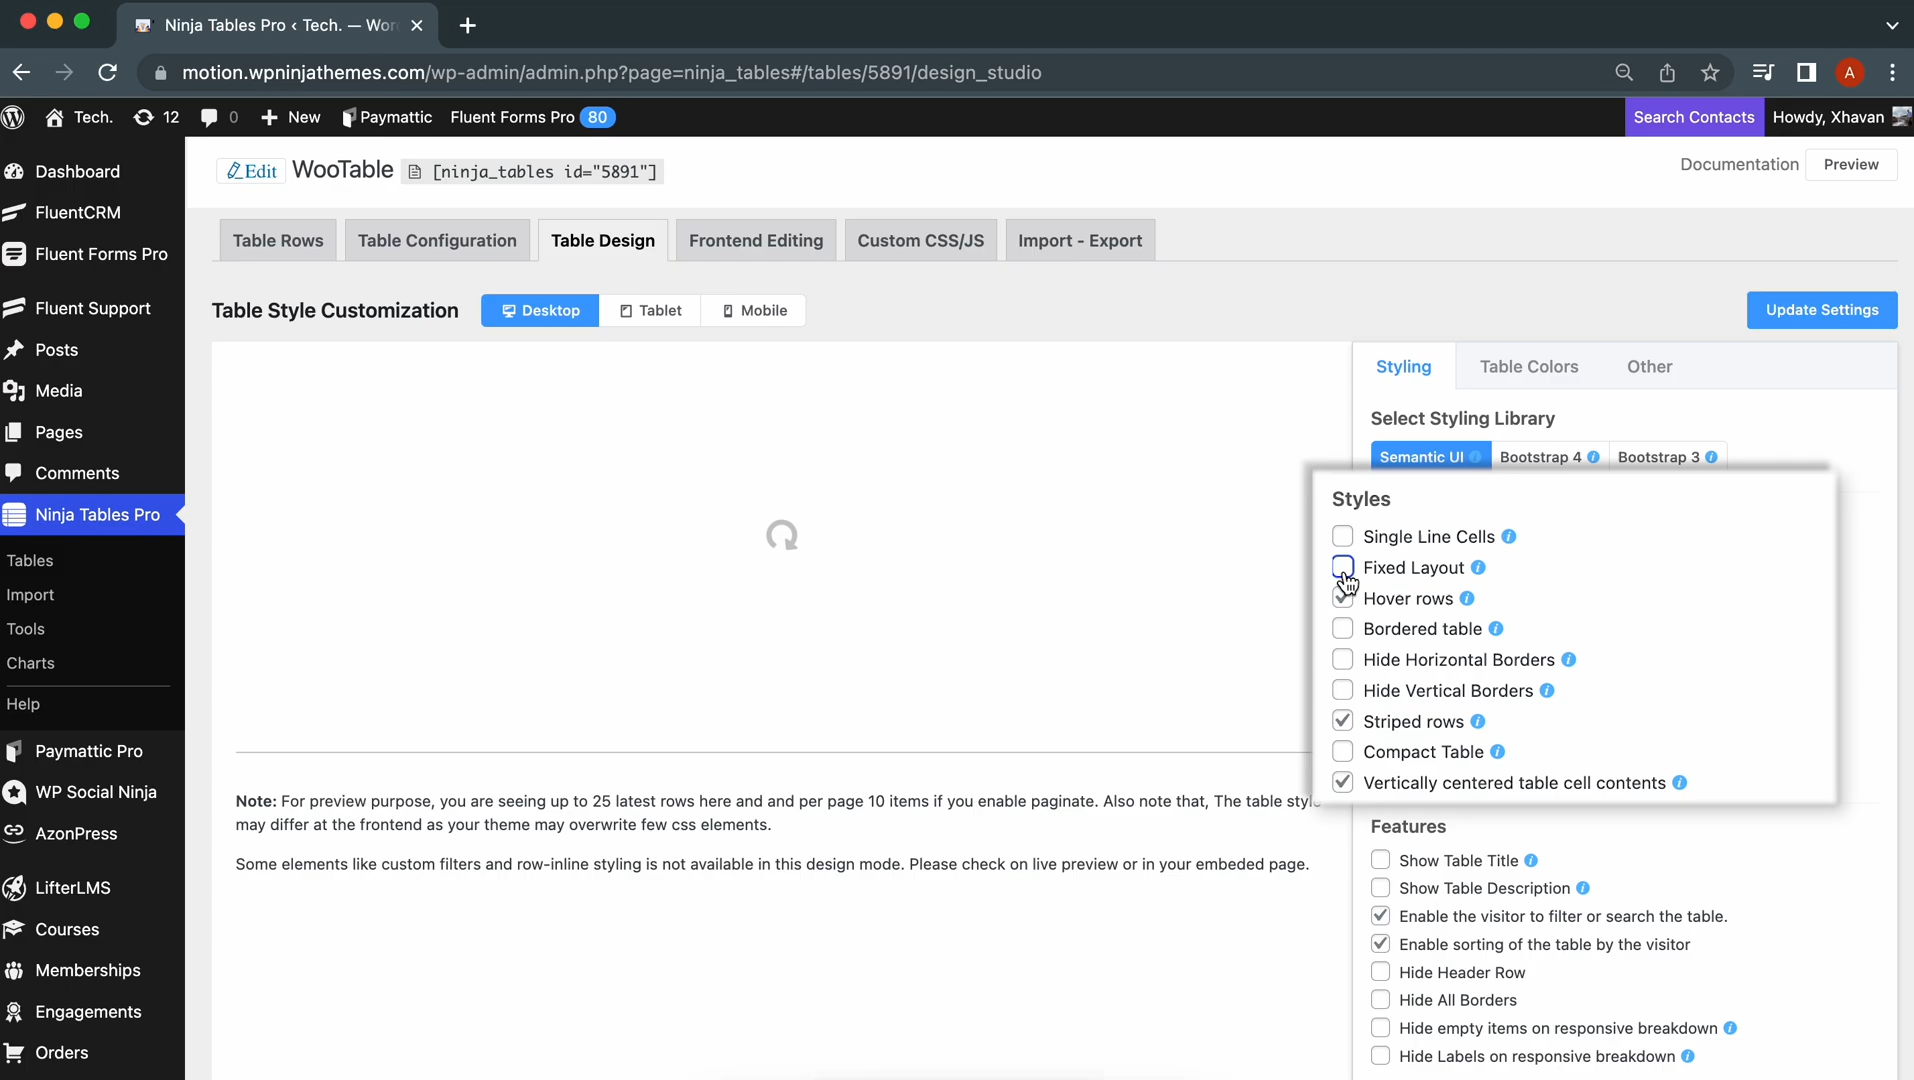 Ninja Tables Pro ‹ Tech. — Wor
motion.wpninjathemes.com/wp-admin/admin.php?page=ninja_tables#/tables/5891/design_studio
A
Tech.
12
0
New
Paymattic
Fluent Forms Pro 80
Search Contacts
Howdy, Xhavan
Dashboard
FluentCRM
Fluent Forms Pro
Fluent Support
Posts
Media
Pages
Comments
Ninja Tables Pro
Tables
Import
Tools
Charts
Help
Paymattic Pro
WP Social Ninja
AzonPress
LifterLMS
Courses
Memberships
Engagements
Orders
Edit WooTable [ninja_tables id="5891"]
Documentation
Preview
Table Rows
Table Configuration
Table Design
Frontend Editing
Custom CSS/JS
Import - Export
Table Style Customization
Desktop
Tablet
Mobile
Update Settings
Note: For preview purpose, you are seeing up to 25 latest rows here and and per page 10 items if you enable paginate. Also note that, The table style
may differ at the frontend as your theme may overwrite few css elements.
Some elements like custom filters and row-inline styling is not available in this design mode. Please check on live preview or in your embeded page.
Styling
Table Colors
Other
Select Styling Library
Semantic UI
Bootstrap 4
Bootstrap 3
Styles
Single Line Cells
Fixed Layout
Hover rows
Bordered table
Hide Horizontal Borders
Hide Vertical Borders
Striped rows
Compact Table
Vertically centered table cell contents
Features
Show Table Title
Show Table Description
Enable the visitor to filter or search the table.
Enable sorting of the table by the visitor
Hide Header Row
Hide All Borders
Hide empty items on responsive breakdown
Hide Labels on responsive breakdown